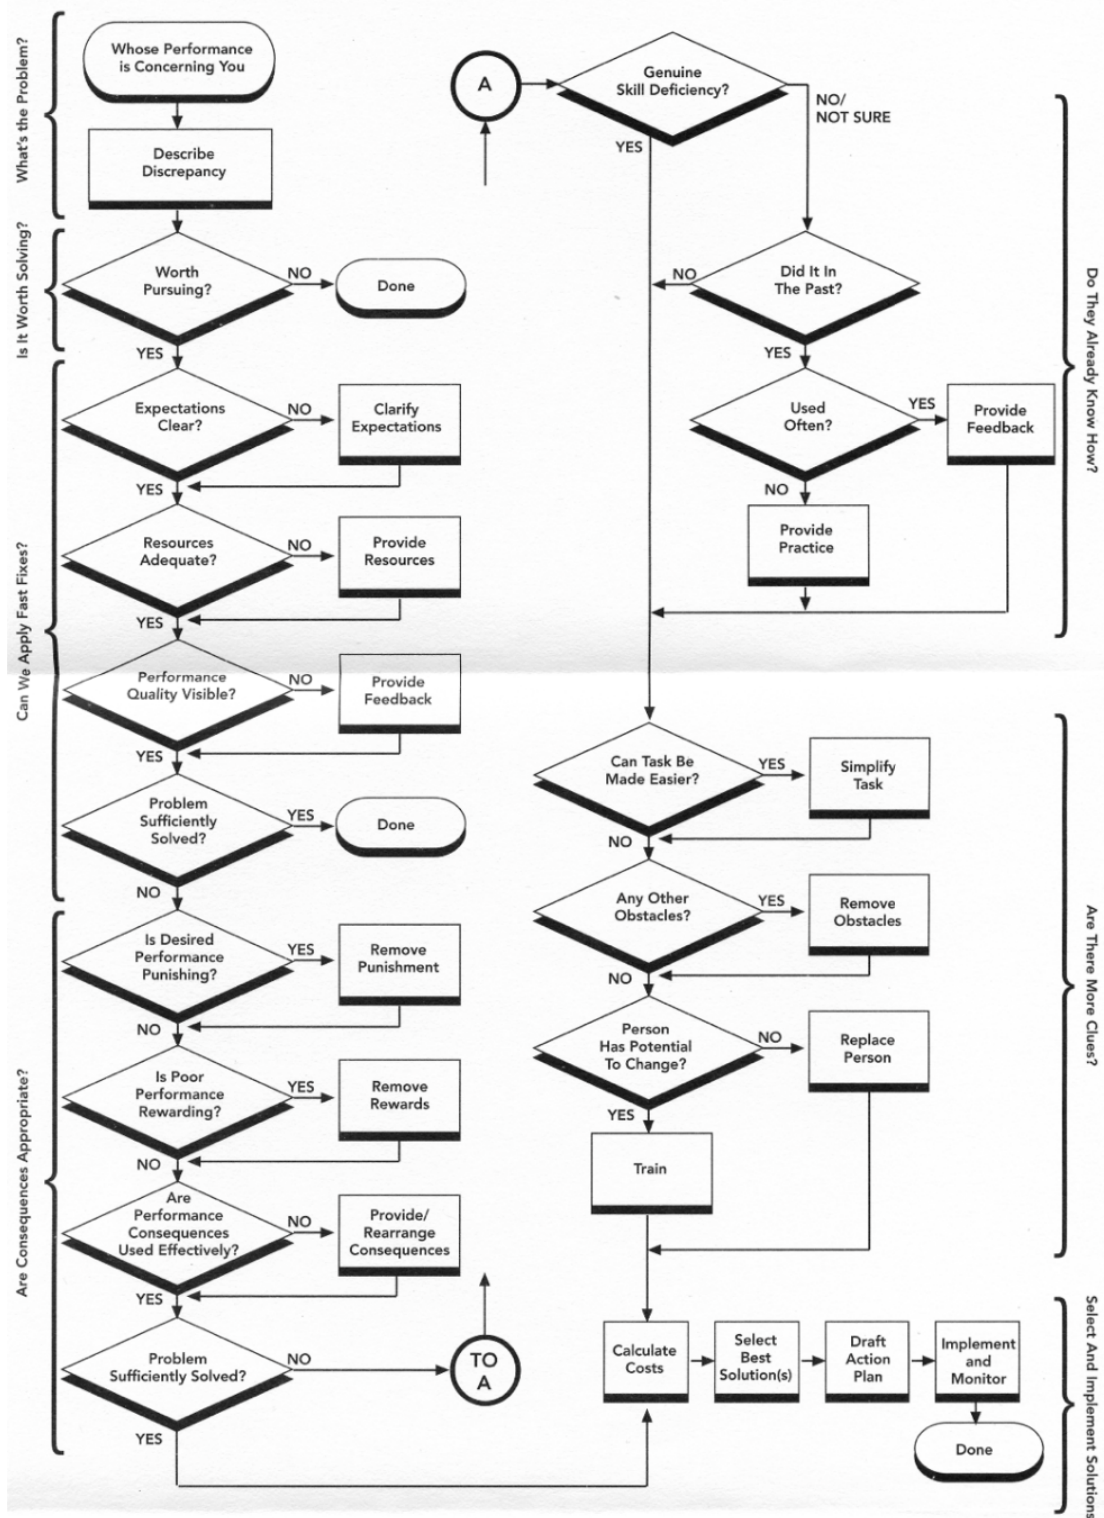 What's the Problem?
Whose Performance
is Concerning You
Describe
Discrepancy
Is It Worth Solving?
Worth
Pursuing?
NO
Done
YES
Can We Apply Fast Fixes?
Expectations
Clear?
NO
Clarify
Expectations
YES
Resources
Adequate?
NO
Provide
Resources
YES
Performance
Quality Visible?
NO
Provide
Feedback
YES
Problem
Sufficiently
Solved?
YES
Done
NO
Are Consequences Appropriate?
Is Desired
Performance
Punishing?
YES
Remove
Punishment
NO
Is Poor
Performance
Rewarding?
YES
Remove
Rewards
NO
Are
Performance
Consequences
Used Effectively?
NO
Provide/
Rearrange
Consequences
YES
Problem
Sufficiently Solved?
NO
TO
A
YES
A
Genuine
Skill Deficiency?
NO/
NOT SURE
YES
Do They Already Know How?
Did It In
The Past?
NO
YES
Used
Often?
YES
Provide
Feedback
NO
Provide
Practice
Are There More Clues?
Can Task Be
Made Easier?
YES
Simplify
Task
NO
Any Other
Obstacles?
YES
Remove
Obstacles
NO
Person
Has Potential
To Change?
NO
Replace
Person
YES
Train
Select And Implement Solutions
Calculate
Costs
Select
Best
Solution(s)
Draft
Action
Plan
Implement
and
Monitor
Done